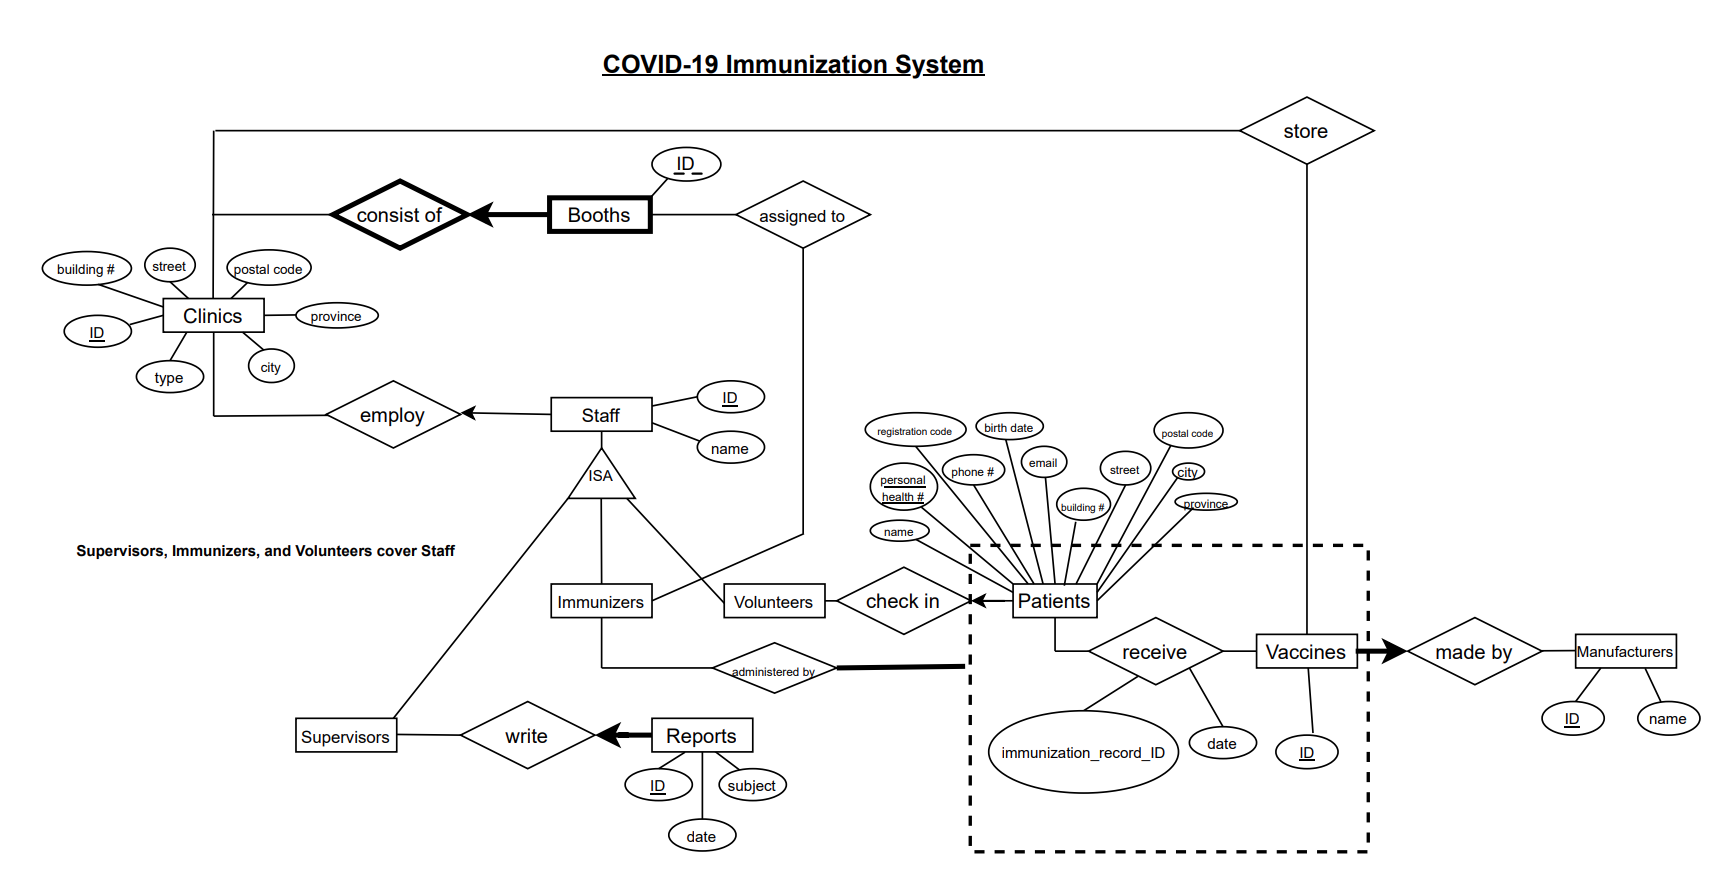 COVID-19 Immunization System
store
ID
consist of
Booths
assigned to
building #
street
postal code
Clinics
province
ID
type
city
employ
Staff
ID
name
ISA
registration code
birth date
postal code
phone #
email
street
city
personal
health #
building #
province
name
Supervisors, Immunizers, and Volunteers cover Staff
Immunizers
Volunteers
check in
Patients
administered by
receive
Vaccines
made by
Manufacturers
ID
name
immunization_record_ID
date
ID
Supervisors
write
Reports
ID
subject
date